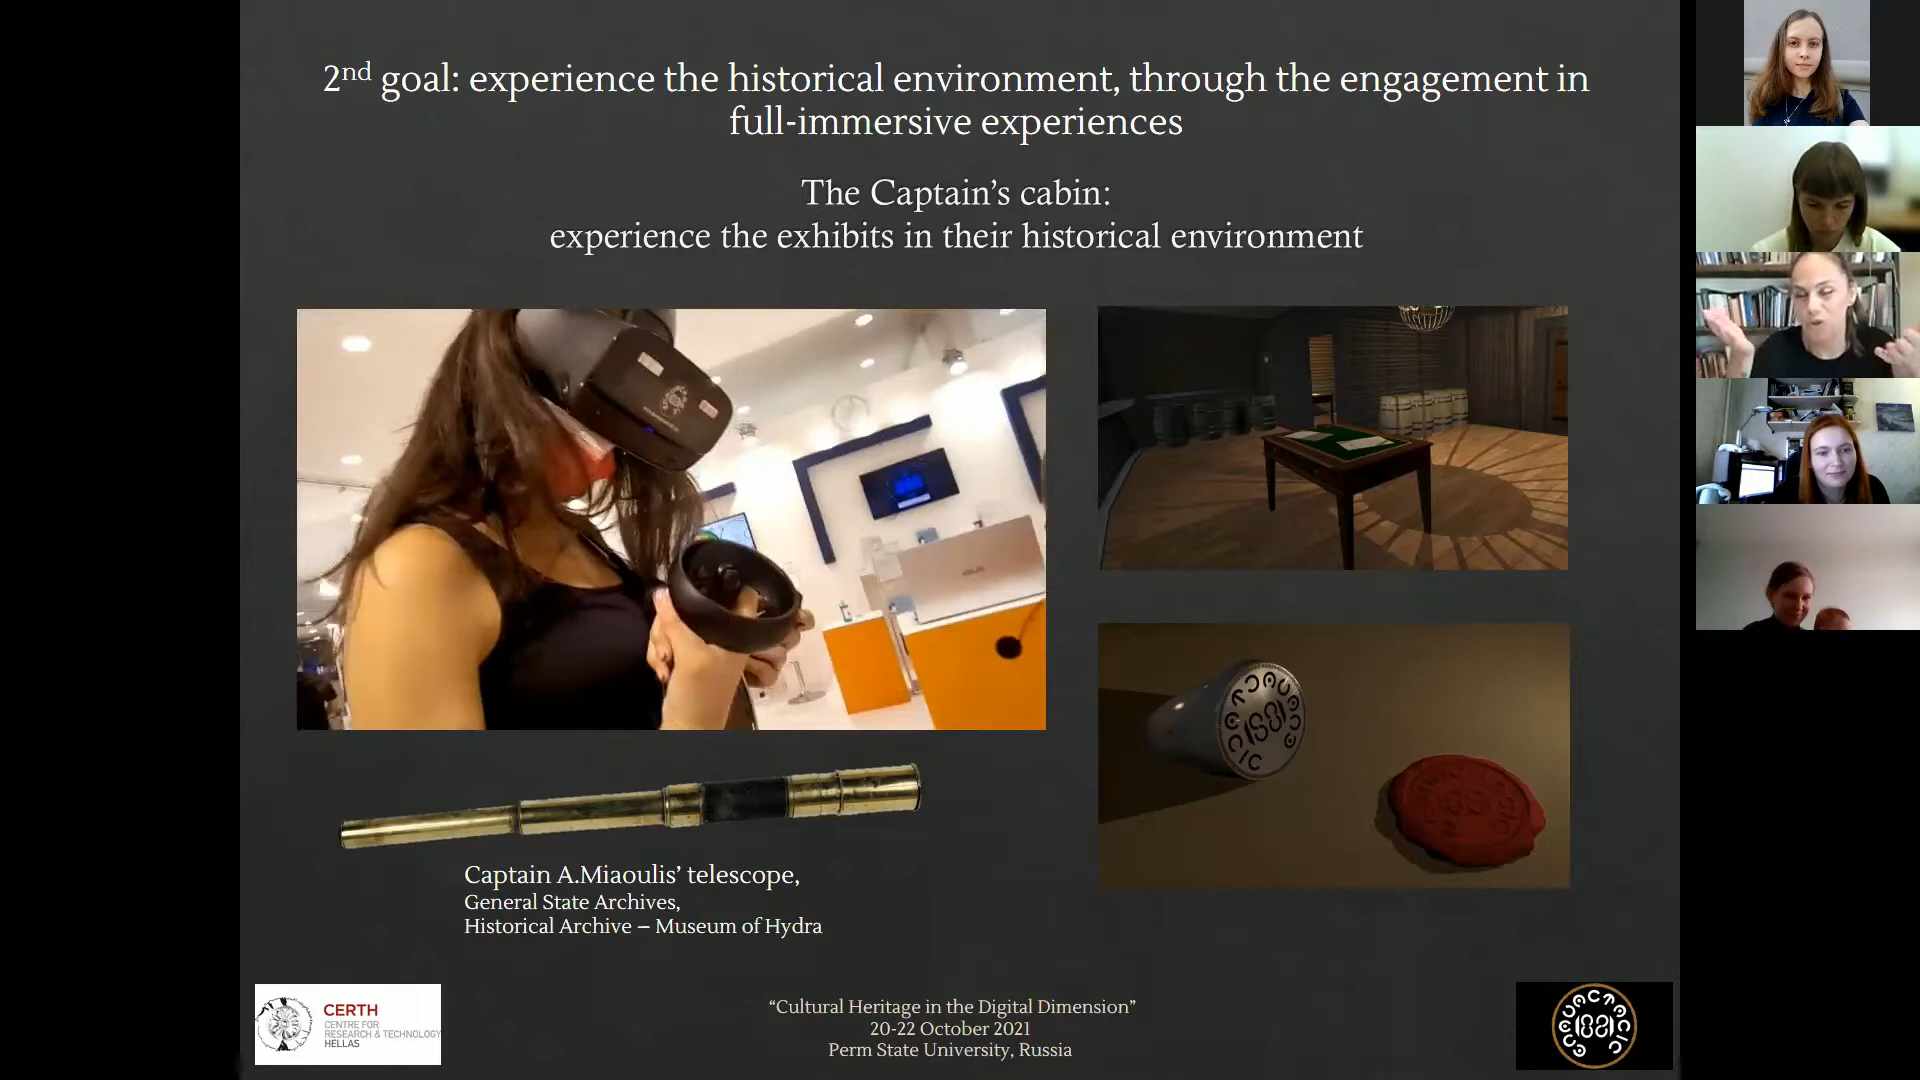 2nd goal: experience the historical environment, through the engagement in
full-immersive experiences
The Captain’s cabin:
experience the exhibits in their historical environment
Captain A.Miaoulis’ telescope,
General State Archives,
Historical Archive – Museum of Hydra
CERTH
CENTRE FOR
RESEARCH & TECHNOLOGY
HELLAS
“Cultural Heritage in the Digital Dimension”
20-22 October 2021
Perm State University, Russia